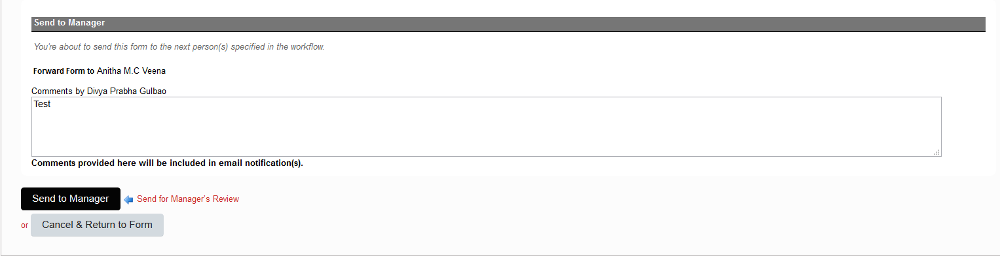 Send to Manager
You're about to send this form to the next person(s) specified in the workflow.
Forward Form to Anitha M.C Veena
Comments by Divya Prabha Gulbao
Test
Comments provided here will be included in email notification(s).
Send to Manager Send for Manager's Review
or Cancel & Return to Form